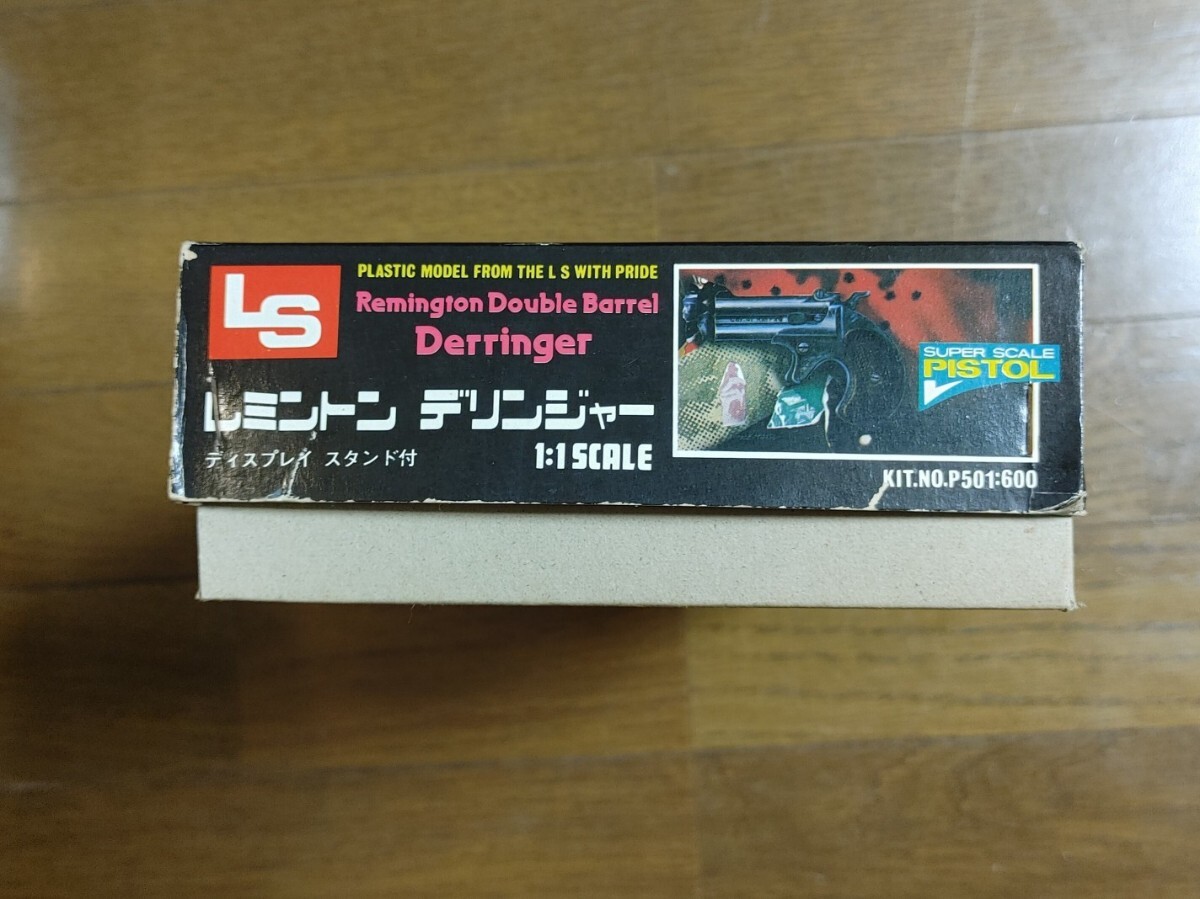 LS
PLASTIC MODEL FROM THE L S WITH PRIDE
Remington Double Barrel
Derringer
レミントン デリンジャー
ディスプレイ スタンド付
1:1 SCALE
SUPER SCALE
PISTOL
KIT.NO.P501:600